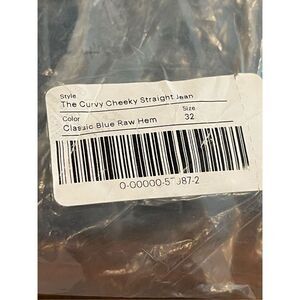 Style
The Curvy Cheeky Straight Jean
Color Size
Classic Blue Raw Hem 32